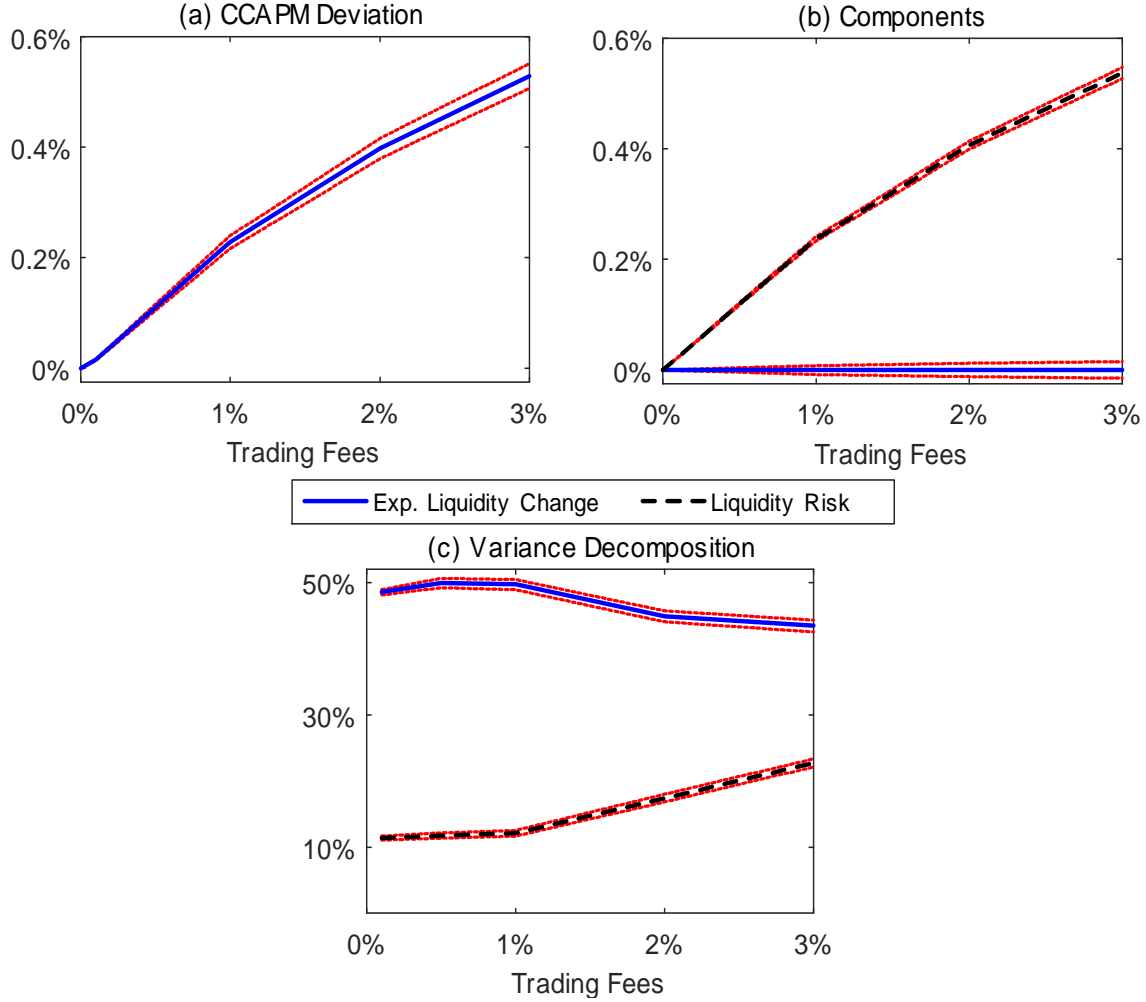 (a) CCAPM Deviation
0.6%
0.4%
0.2%
0%
0% 1% 2% 3%
Trading Fees
(b) Components
0.6%
0.4%
0.2%
0%
0% 1% 2% 3%
Trading Fees
Exp. Liquidity Change Liquidity Risk
(c) Variance Decomposition
50%
30%
10%
0% 1% 2% 3%
Trading Fees